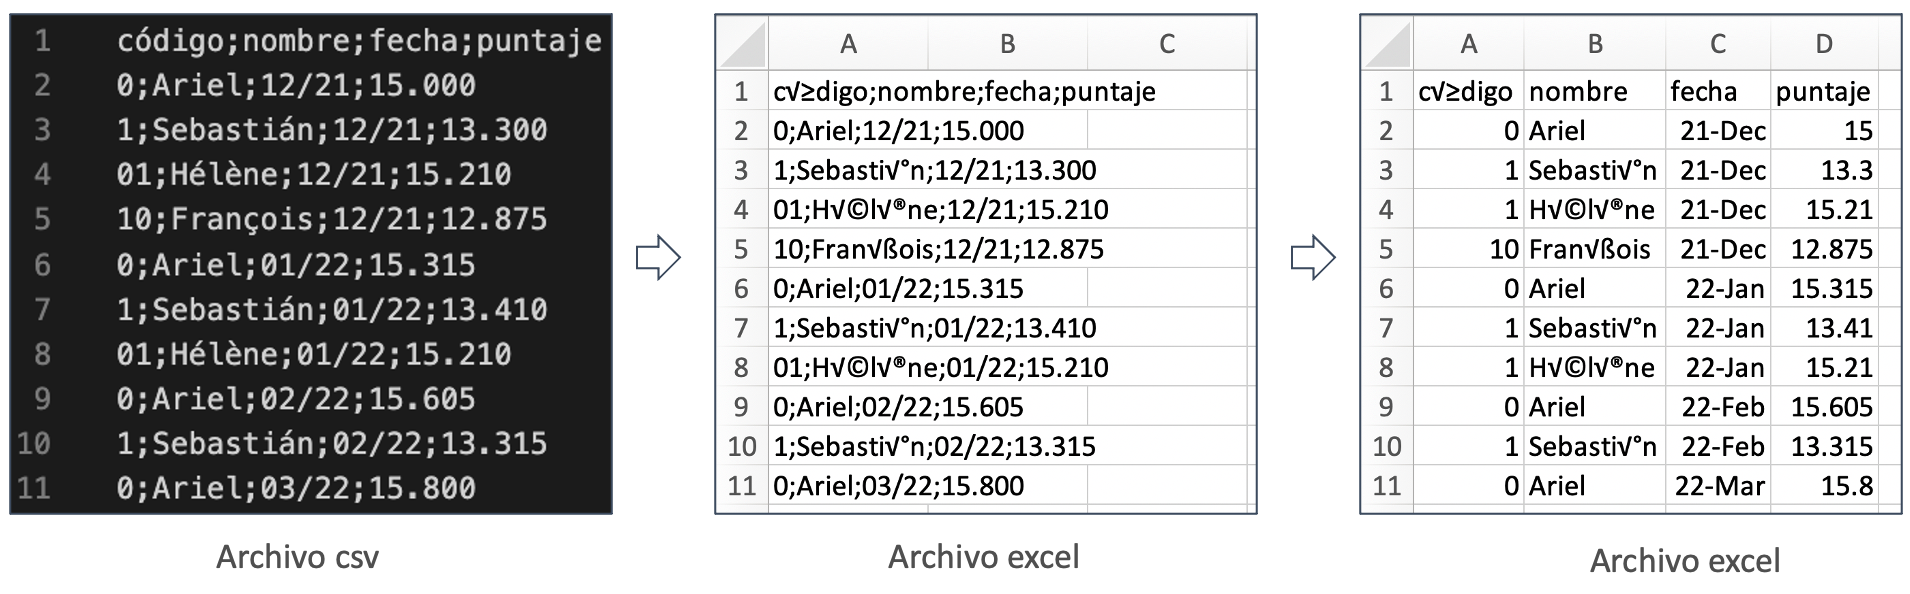 1 código;nombre;fecha;puntaje
2 0;Ariel;12/21;15.000
3 1;Sebastián;12/21;13.300
4 01;Hélène;12/21;15.210
5 10;François;12/21;12.875
6 0;Ariel;01/22;15.315
7 1;Sebastián;01/22;13.410
8 01;Hélène;01/22;15.210
9 0;Ariel;02/22;15.605
10 1;Sebastián;02/22;13.315
11 0;Ariel;03/22;15.800
Archivo csv
A B C
1 c√≥digo;nombre;fecha;puntaje
2 0;Ariel;12/21;15.000
3 1;Sebasti√°n;12/21;13.300
4 01;H√©l√®ne;12/21;15.210
5 10;Fran√ßois;12/21;12.875
6 0;Ariel;01/22;15.315
7 1;Sebasti√°n;01/22;13.410
8 01;H√©l√®ne;01/22;15.210
9 0;Ariel;02/22;15.605
10 1;Sebasti√°n;02/22;13.315
11 0;Ariel;03/22;15.800
Archivo excel
A B C D
1 c√≥digo nombre fecha puntaje
2 0 Ariel 21-Dec 15
3 1 Sebasti√°n 21-Dec 13.3
4 1 H√©l√®ne 21-Dec 15.21
5 10 Fran√ßois 21-Dec 12.875
6 0 Ariel 22-Jan 15.315
7 1 Sebasti√°n 22-Jan 13.41
8 1 H√©l√®ne 22-Jan 15.21
9 0 Ariel 22-Feb 15.605
10 1 Sebasti√°n 22-Feb 13.315
11 0 Ariel 22-Mar 15.8
Archivo excel